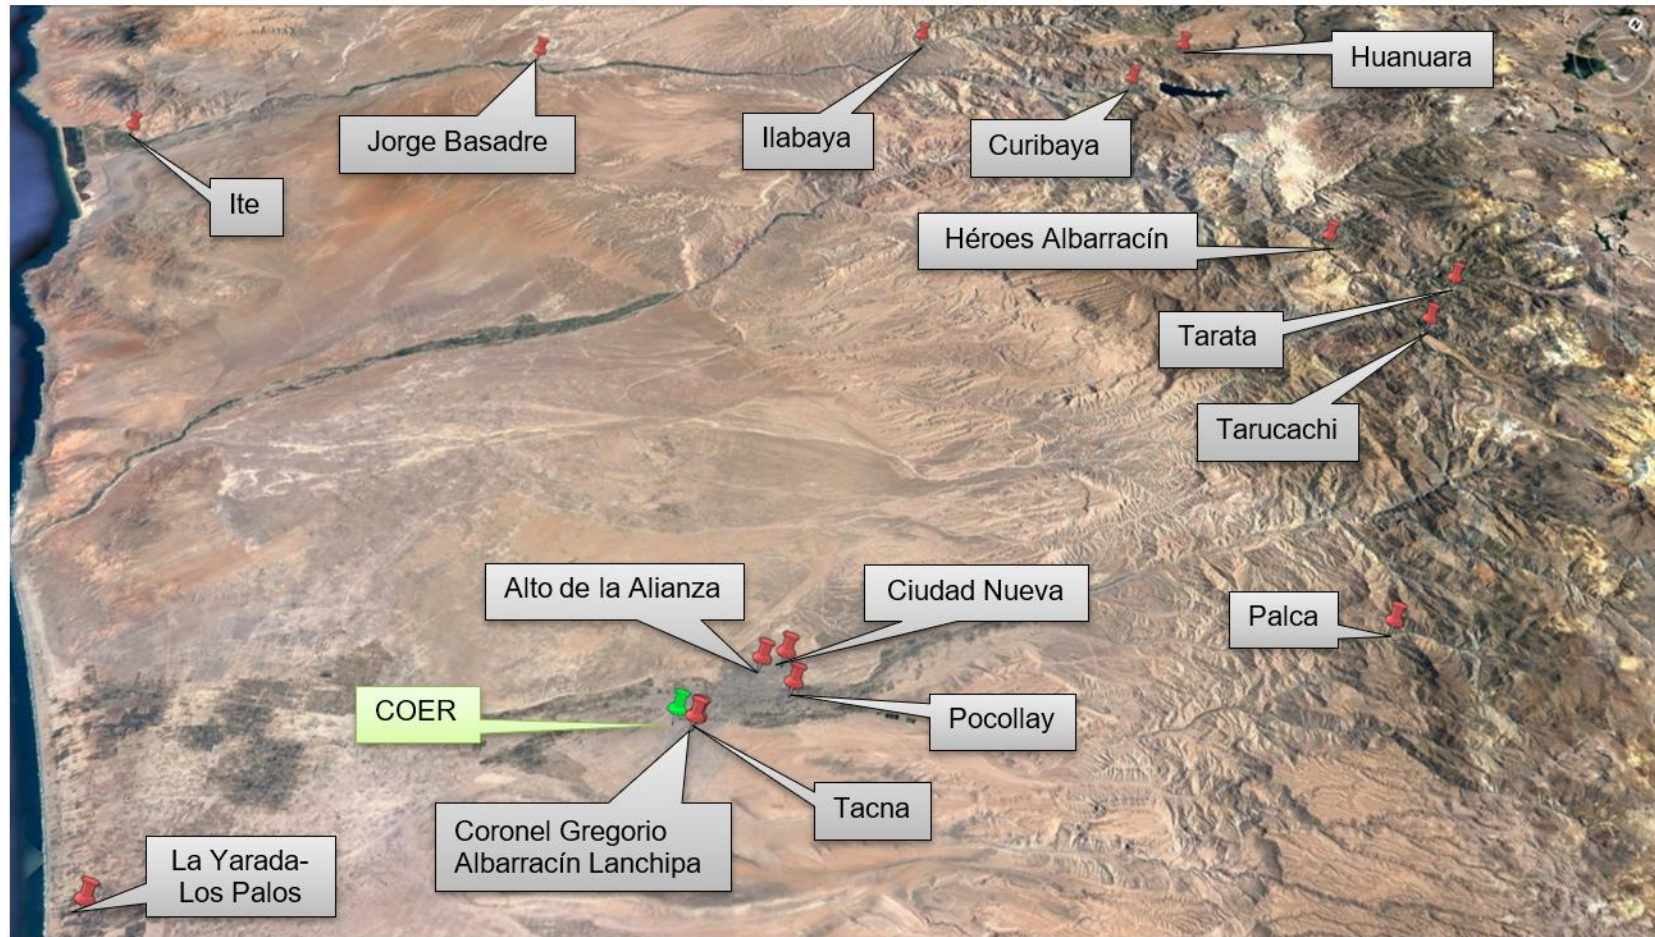 N
Huanuara
Jorge Basadre
Ilabaya
Curibaya
Ite
Héroes Albarracín
Tarata
Tarucachi
Alto de la Alianza
Ciudad Nueva
Palca
COER
Pocollay
Tacna
Coronel Gregorio
Albarracín Lanchipa
La Yarada-
Los Palos